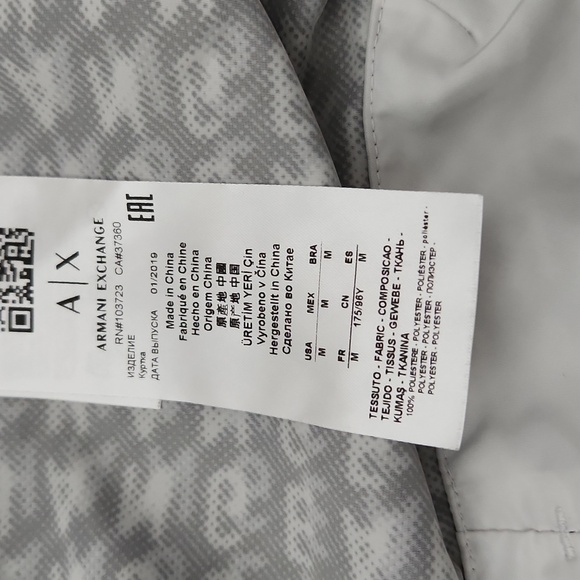 A|X
ARMANI EXCHANGE
RN#103723 CA#37360
ИЗДЕЛИЕ
Куртка
ДАТА ВЫПУСКА 01/2019
EAC
Made in China
Fabriqué en Chine
Hecho en China
Origem China
原産地 中國
原产地 中国
ÜRETİM YERİ Çin
Vyrobeno v Čína
Hergestellt in China
Сделано во Китае
USA MEX BRA
M M M
FR CN ES
M 175/96Y M
TESSUTO - FABRIC - COMPOSICAO -
TEJIDO - TISSUS - GEWEBE - ТКАНЬ -
KUMAŞ - TKANINA
100% POLIESTERE - POLYESTER - POLIÉSTER - poliéster -
POLYESTER - POLYESTER - ПОЛИЭСТЕР -
POLYESTER - POLYESTER